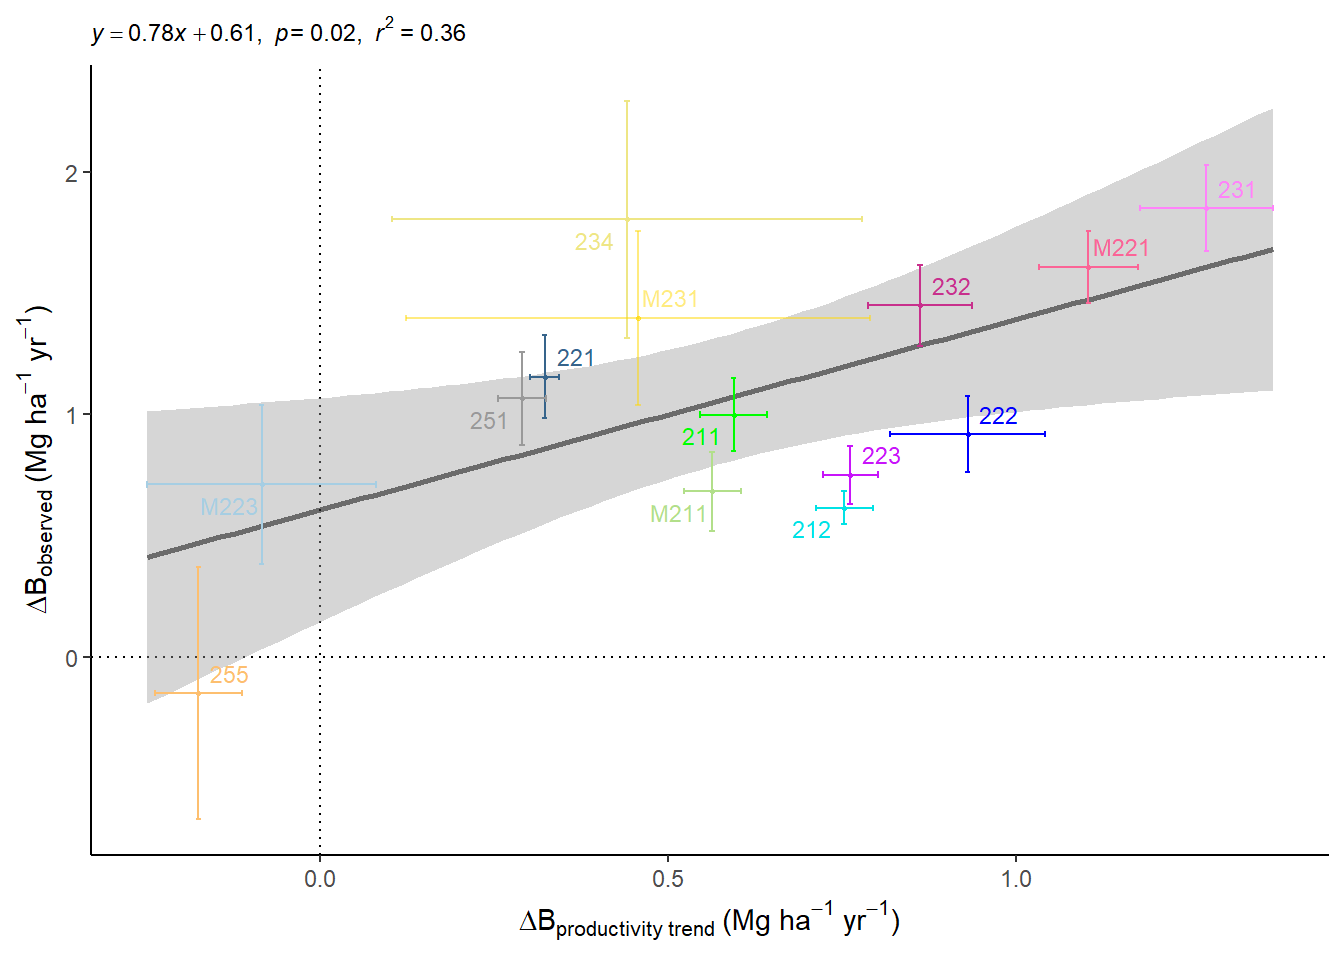 y = 0.78x + 0.61, p = 0.02, r² = 0.36
ΔBobserved (Mg ha⁻¹ yr⁻¹)
2
1
0
231
M221
234
M231
232
221
251
222
211
223
M223
M211
212
255
0.0
0.5
1.0
ΔBproductivity trend (Mg ha⁻¹ yr⁻¹)